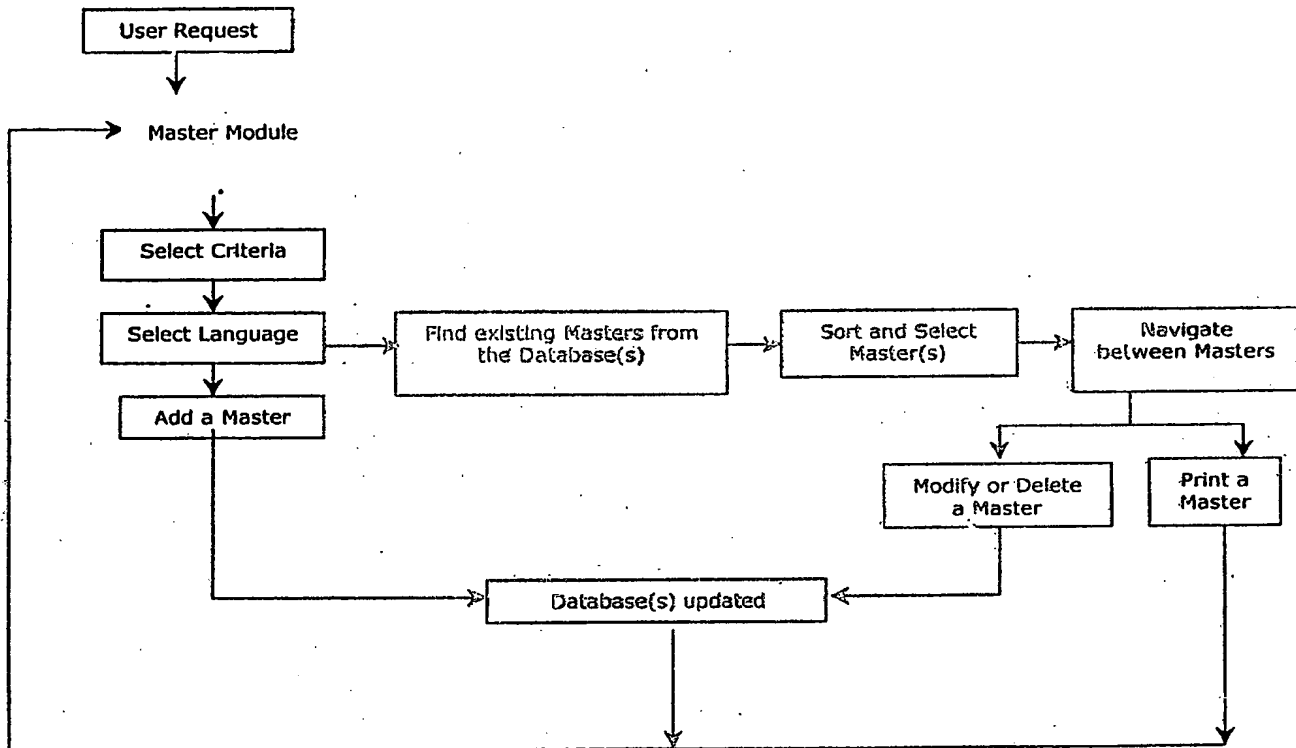 User Request
Master Module
Select Criteria
Select Language
Find existing Masters from
the Database(s)
Sort and Select
Master(s)
Navigate
between Masters
Add a Master
Modify or Delete
a Master
Print a
Master
Database(s) updated